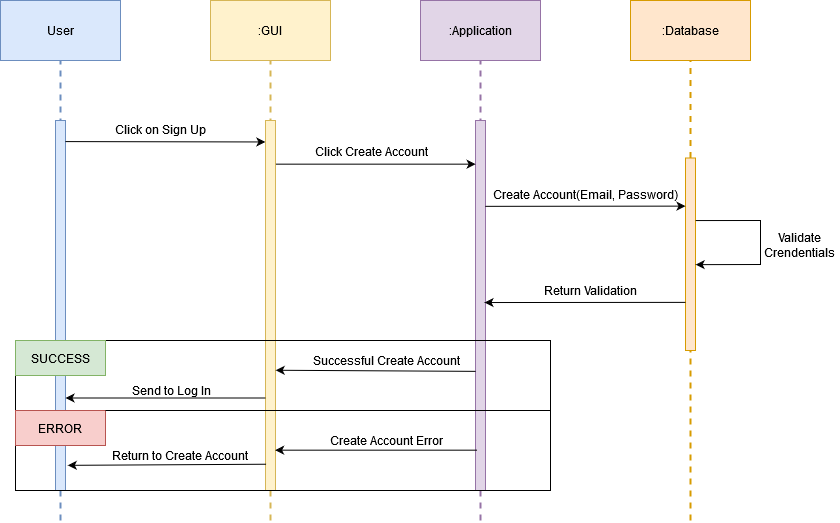 User
:GUI
:Application
:Database
Click on Sign Up
Click Create Account
Create Account(Email, Password)
Validate
Crendentials
Return Validation
SUCCESS
Successful Create Account
Send to Log In
ERROR
Create Account Error
Return to Create Account